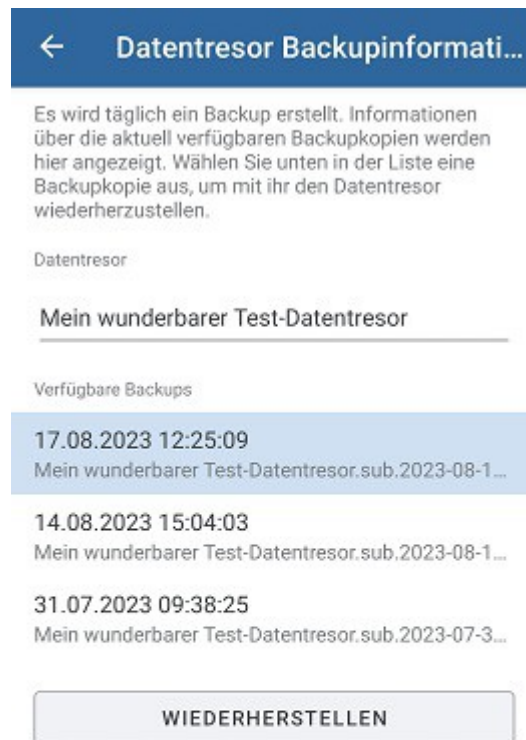 Datentresor Backupinformati...
Es wird täglich ein Backup erstellt. Informationen
über die aktuell verfügbaren Backupkopien werden
hier angezeigt. Wählen Sie unten in der Liste eine
Backupkopie aus, um mit ihr den Datentresor
wiederherzustellen.
Datentresor
Mein wunderbarer Test-Datentresor
Verfügbare Backups
17.08.2023 12:25:09
Mein wunderbarer Test-Datentresor.sub.2023-08-1...
14.08.2023 15:04:03
Mein wunderbarer Test-Datentresor.sub.2023-08-1...
31.07.2023 09:38:25
Mein wunderbarer Test-Datentresor.sub.2023-07-3...
WIEDERHERSTELLEN